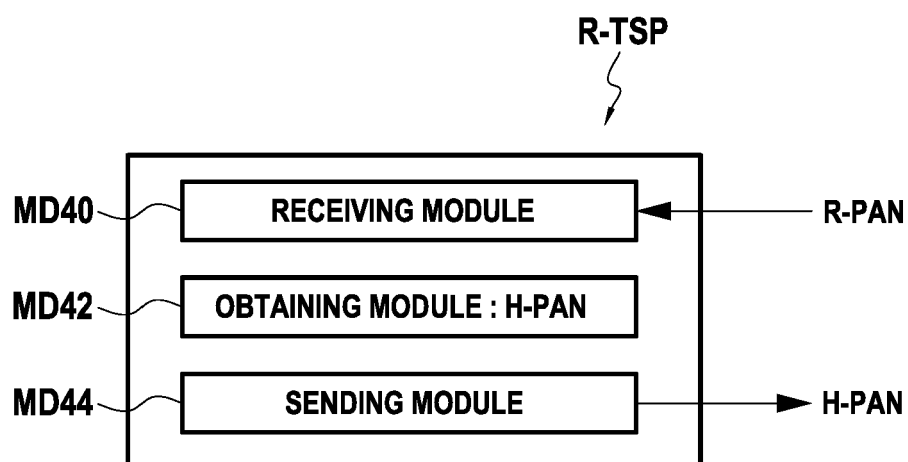 R-TSP
MD40
RECEIVING MODULE
R-PAN
MD42
OBTAINING MODULE : H-PAN
MD44
SENDING MODULE
H-PAN